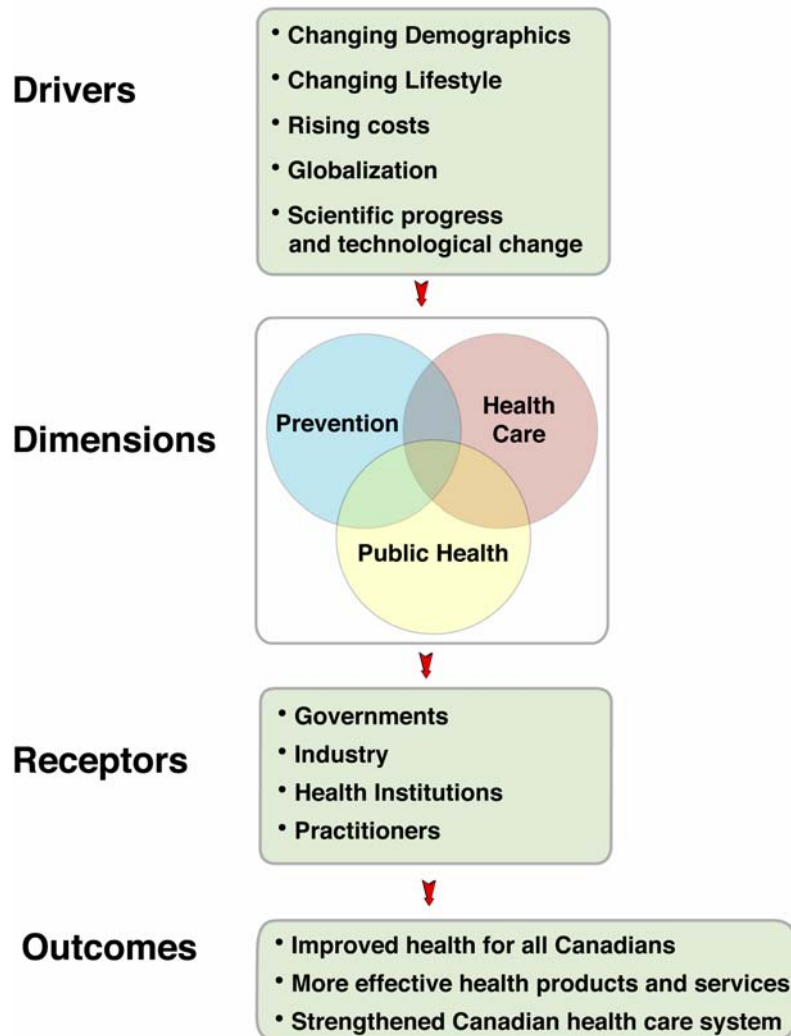 Drivers
• Changing Demographics
• Changing Lifestyle
• Rising costs
• Globalization
• Scientific progress
and technological change
Dimensions
Prevention
Health
Care
Public Health
Receptors
• Governments
• Industry
• Health Institutions
• Practitioners
Outcomes
• Improved health for all Canadians
• More effective health products and services
• Strengthened Canadian health care system